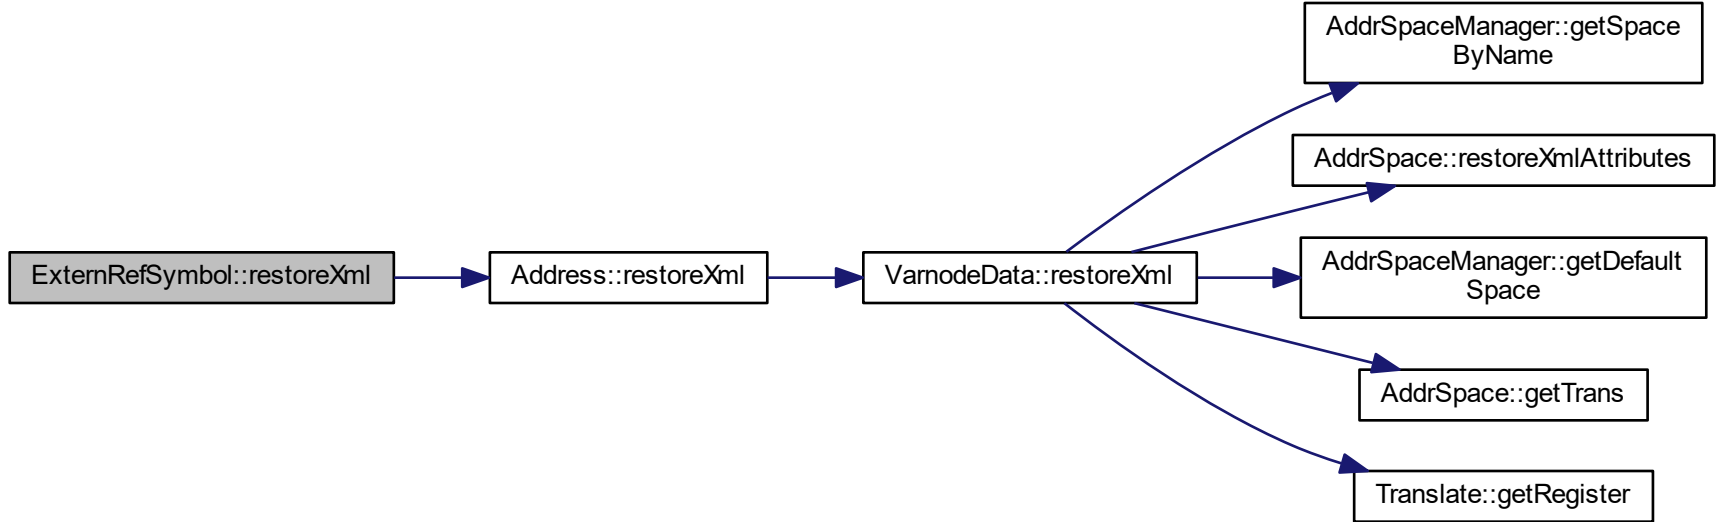 AddrSpaceManager::getSpace
ByName
AddrSpace::restoreXmlAttributes
ExternRefSymbol::restoreXml
Address::restoreXml
VarnodeData::restoreXml
AddrSpaceManager::getDefault
Space
AddrSpace::getTrans
Translate::getRegister